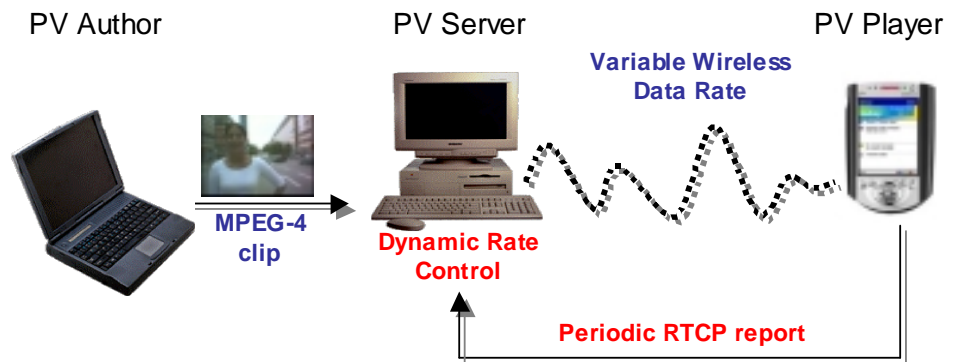 PV Author
PV Server
PV Player
Variable Wireless
Data Rate
MPEG-4
clip
Dynamic Rate
Control
Periodic RTCP report